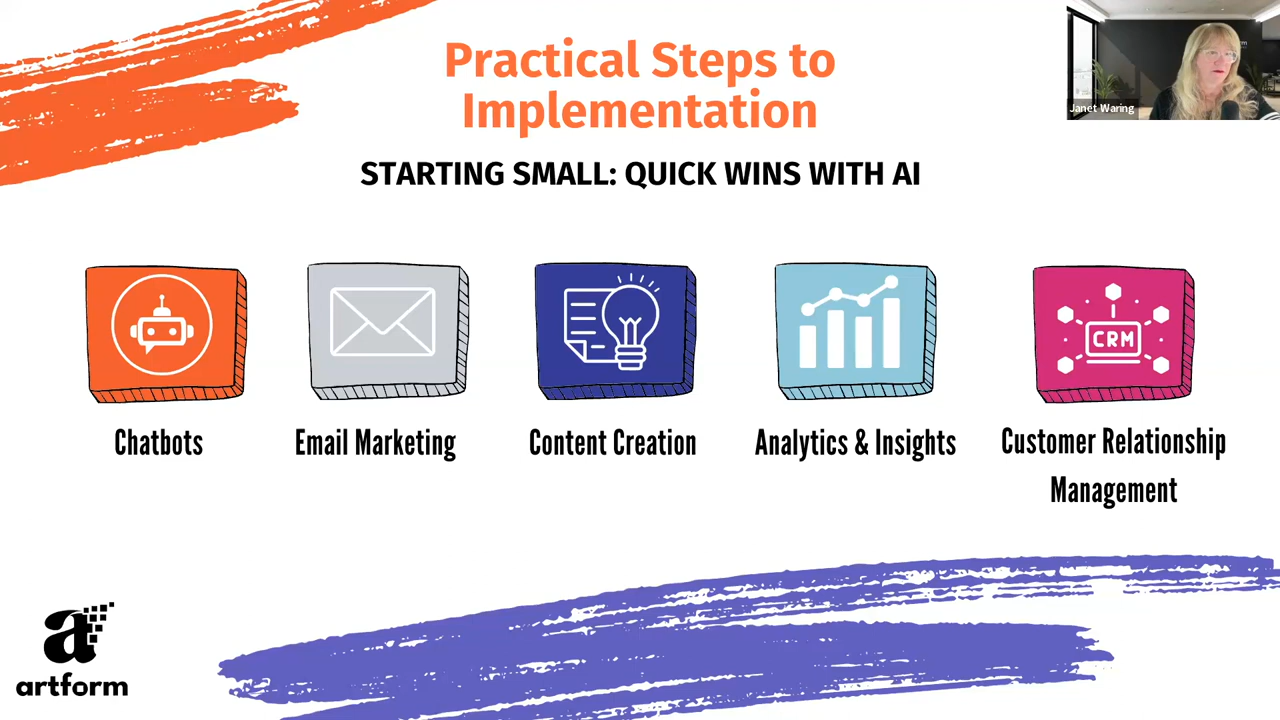 Practical Steps to
Implementation
STARTING SMALL: QUICK WINS WITH AI
Janet Waring
CRM
Chatbots
Email Marketing
Content Creation
Analytics & Insights
Customer Relationship
Management
a
artform